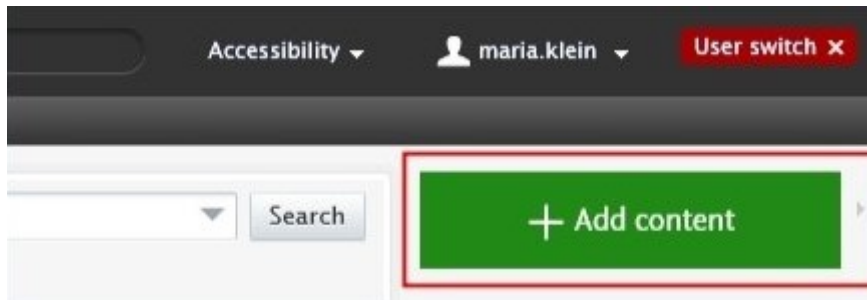 Accessibility maria.klein User switch ×
Search + Add content